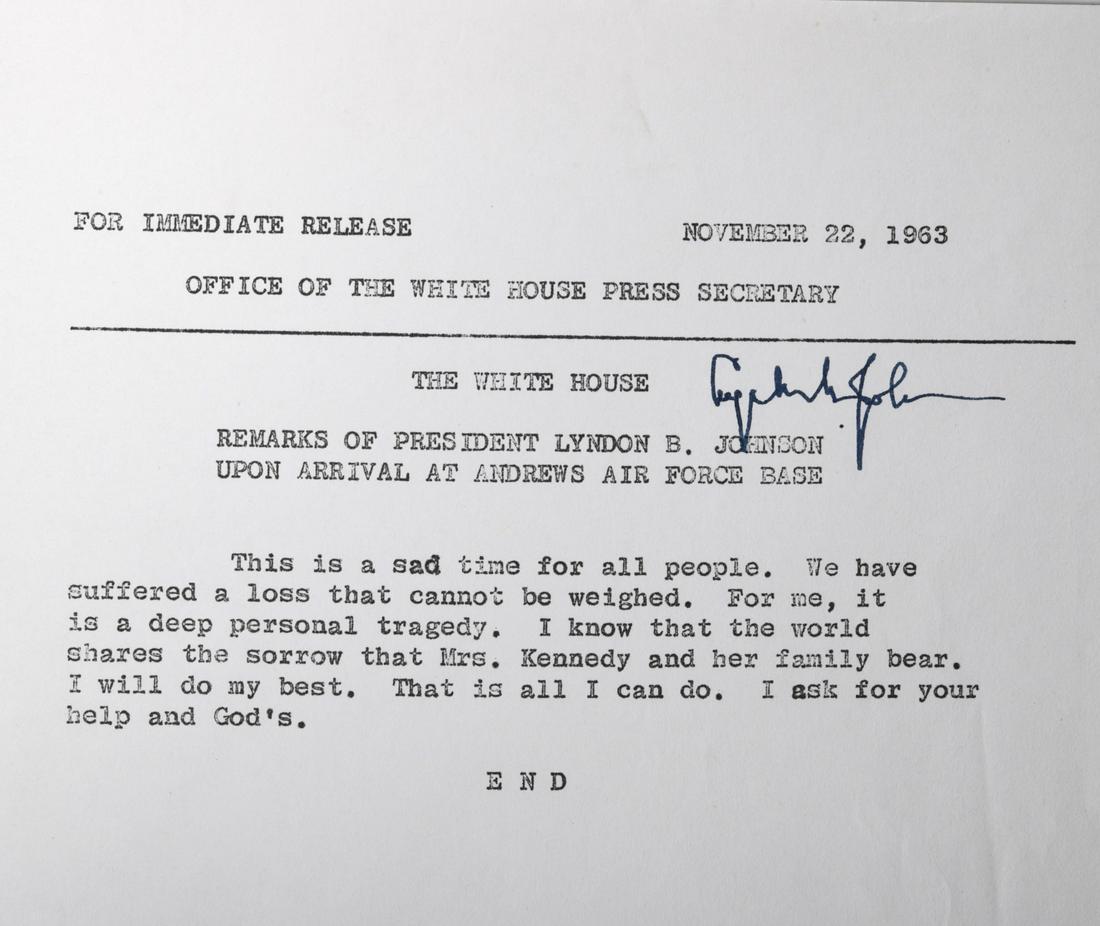 FOR IMMEDIATE RELEASE NOVEMBER 22, 1963
OFFICE OF THE WHITE HOUSE PRESS SECRETARY
THE WHITE HOUSE
REMARKS OF PRESIDENT LYNDON B. JOHNSON
UPON ARRIVAL AT ANDREWS AIR FORCE BASE
This is a sad time for all people. We have
suffered a loss that cannot be weighed. For me, it
is a deep personal tragedy. I know that the world
shares the sorrow that Mrs. Kennedy and her family bear.
I will do my best. That is all I can do. I ask for your
help and God's.
E N D